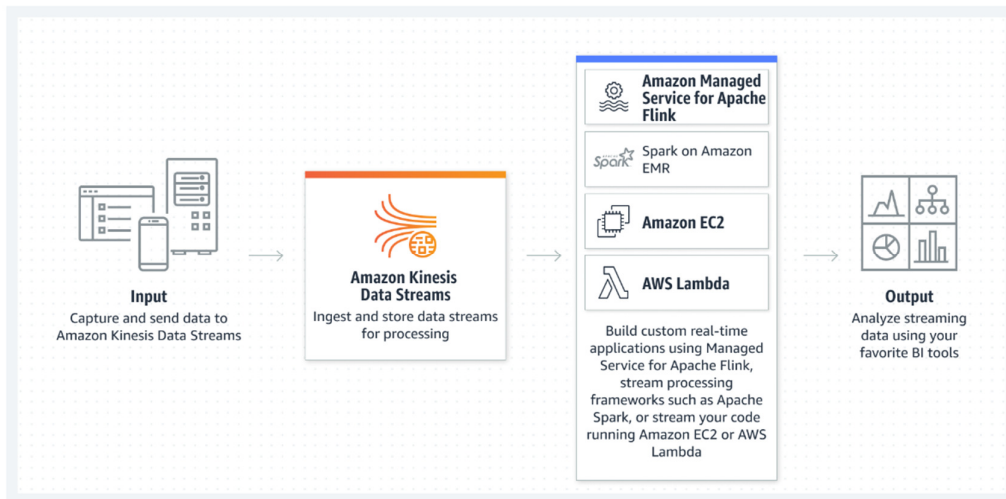 Input
Capture and send data to
Amazon Kinesis Data Streams
Amazon Kinesis
Data Streams
Ingest and store data streams
for processing
Amazon Managed
Service for Apache
Flink
Spark
Spark on Amazon
EMR
Amazon EC2
AWS Lambda
Build custom real-time
applications using Managed
Service for Apache Flink,
stream processing
frameworks such as Apache
Spark, or stream your code
running Amazon EC2 or AWS
Lambda
Output
Analyze streaming
data using your
favorite BI tools